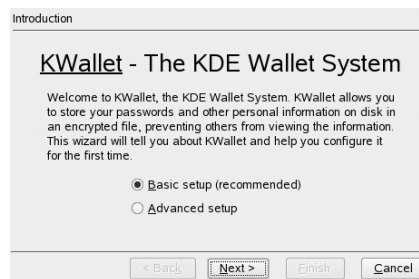 Introduction
KWallet - The KDE Wallet System
Welcome to KWallet, the KDE Wallet System. KWallet allows you
to store your passwords and other personal information on disk in
an encrypted file, preventing others from viewing the information.
This wizard will tell you about KWallet and help you configure it
for the first time.
Basic setup (recommended)
Advanced setup
< Back Next > Finish Cancel